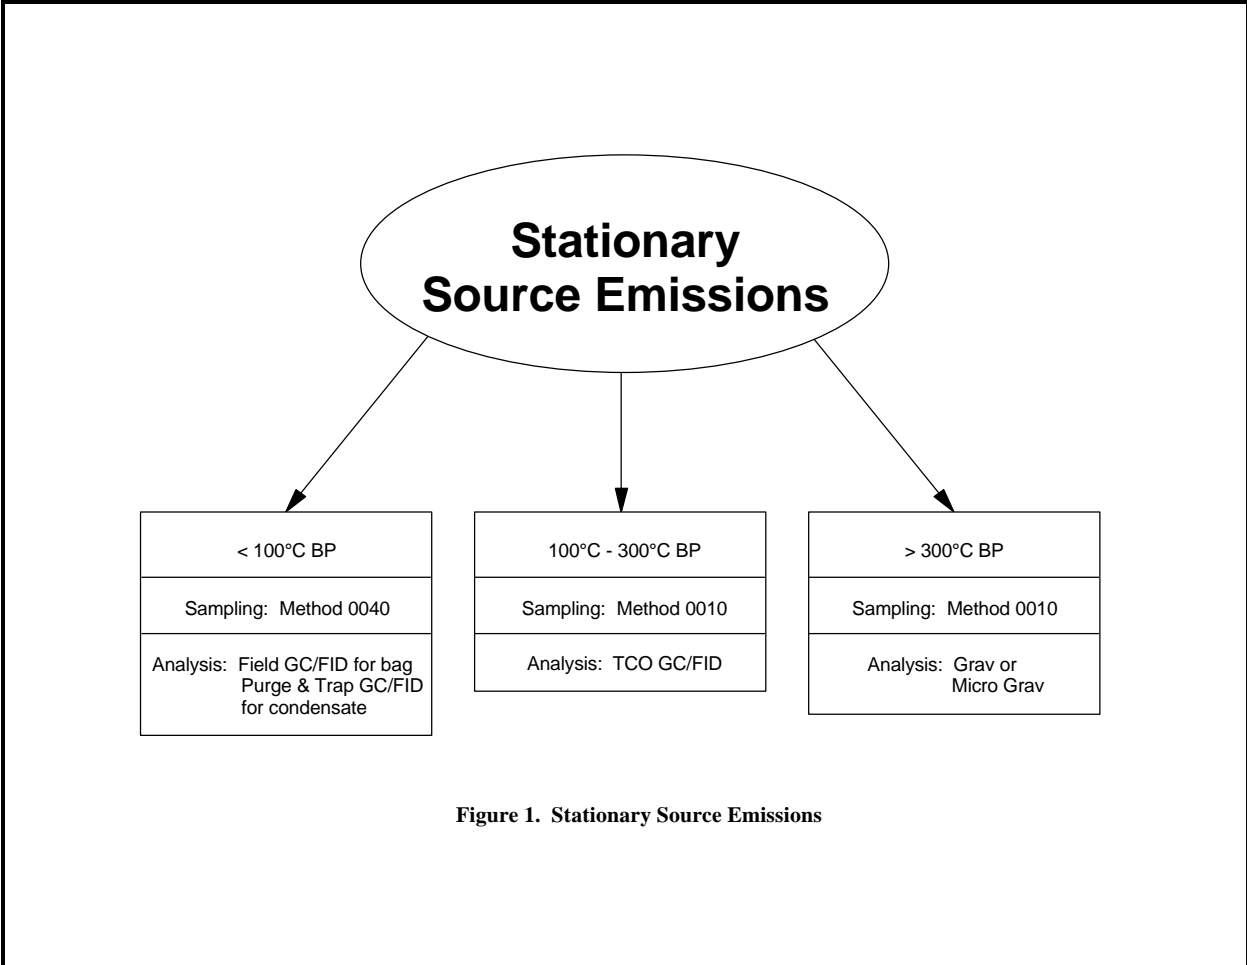 Stationary
Source Emissions
< 100°C BP
Sampling: Method 0040
Analysis: Field GC/FID for bag
Purge & Trap GC/FID
for condensate
100°C - 300°C BP
Sampling: Method 0010
Analysis: TCO GC/FID
> 300°C BP
Sampling: Method 0010
Analysis: Grav or
Micro Grav
Figure 1. Stationary Source Emissions